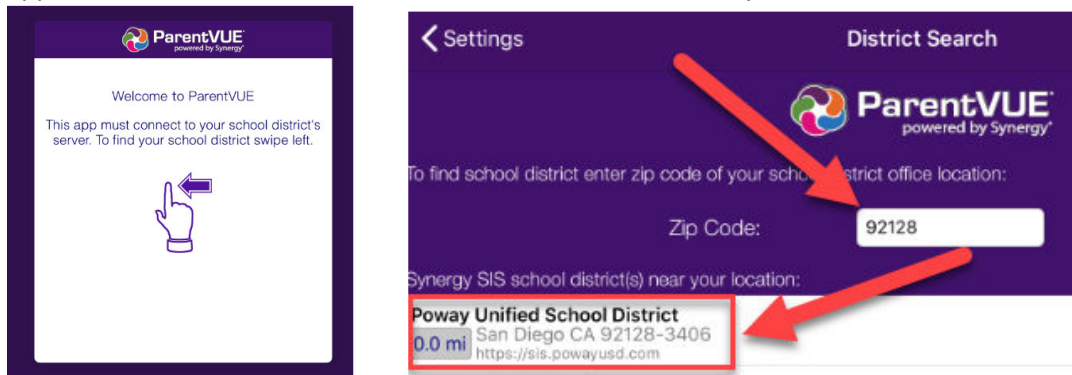 ParentVUE
powered by Synergy
Welcome to ParentVUE
This app must connect to your school district's
server. To find your school district swipe left.
Settings
District Search
ParentVUE
powered by Synergy
To find school district enter zip code of your district office location:
Zip Code:
92128
Synergy SIS school district(s) near your location:
Poway Unified School District
0.0 mi
San Diego CA 92128-3406
https://sis.powayusd.com